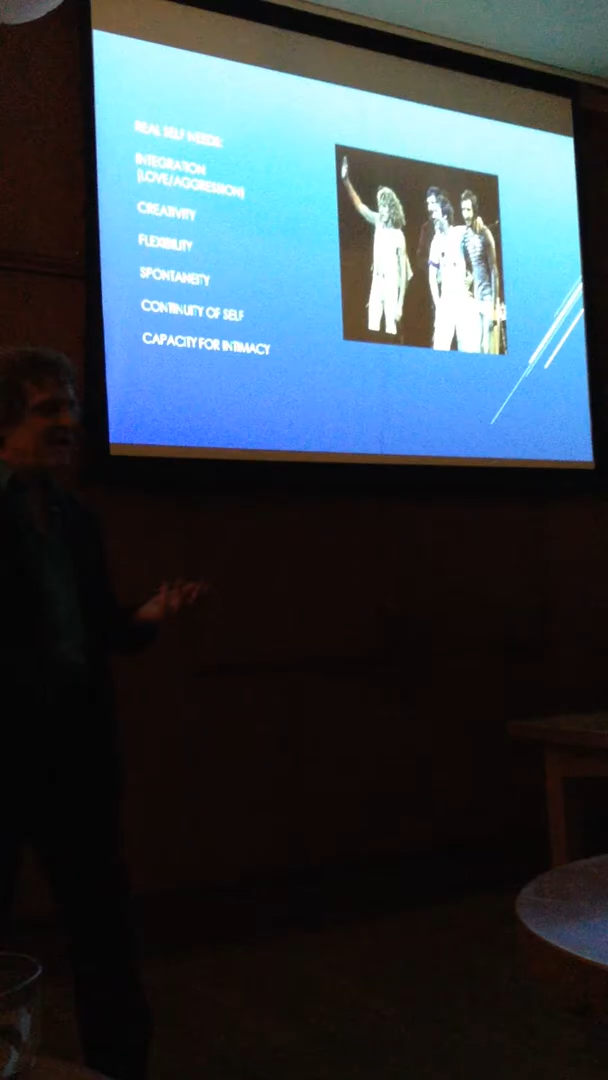 REAL SELF NEEDS:
INTEGRATION
(LOVE/AGGRESSION)
CREATIVITY
FLEXIBILITY
SPONTANEITY
CONTINUITY OF SELF
CAPACITY FOR INTIMACY